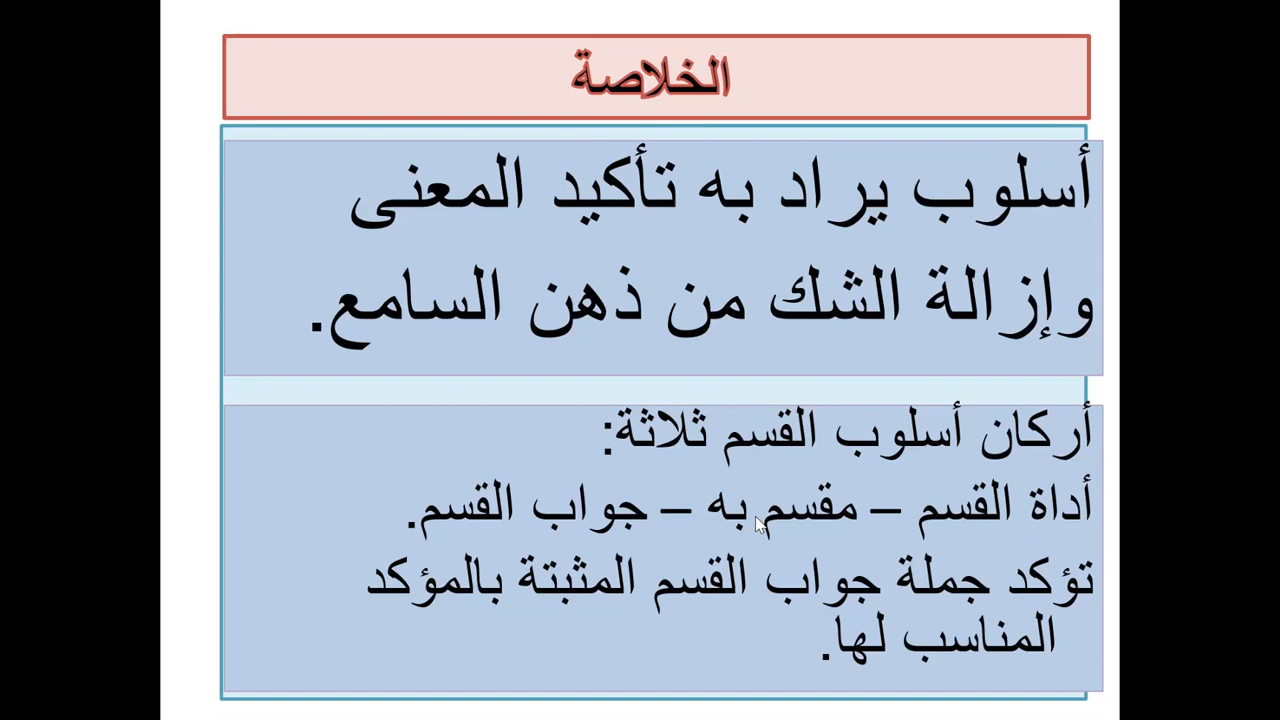 الخلاصة
أسلوب يراد به تأكيد المعنى
وإزالة الشك من ذهن السامع.
أركان أسلوب القسم ثلاثة:
أداة القسم – مقسم به – جواب القسم.
تؤكد جملة جواب القسم المثبتة بالمؤكد
المناسب لها.